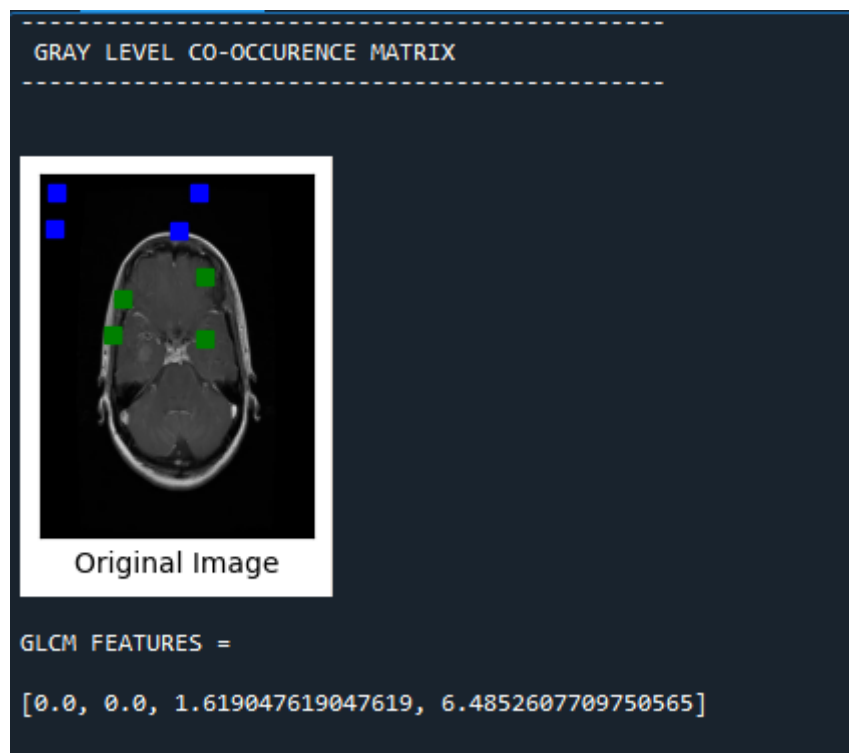 GRAY LEVEL CO-OCCURENCE MATRIX
Original Image
GLCM FEATURES =
[0.0, 0.0, 1.619047619047619, 6.4852607709750565]